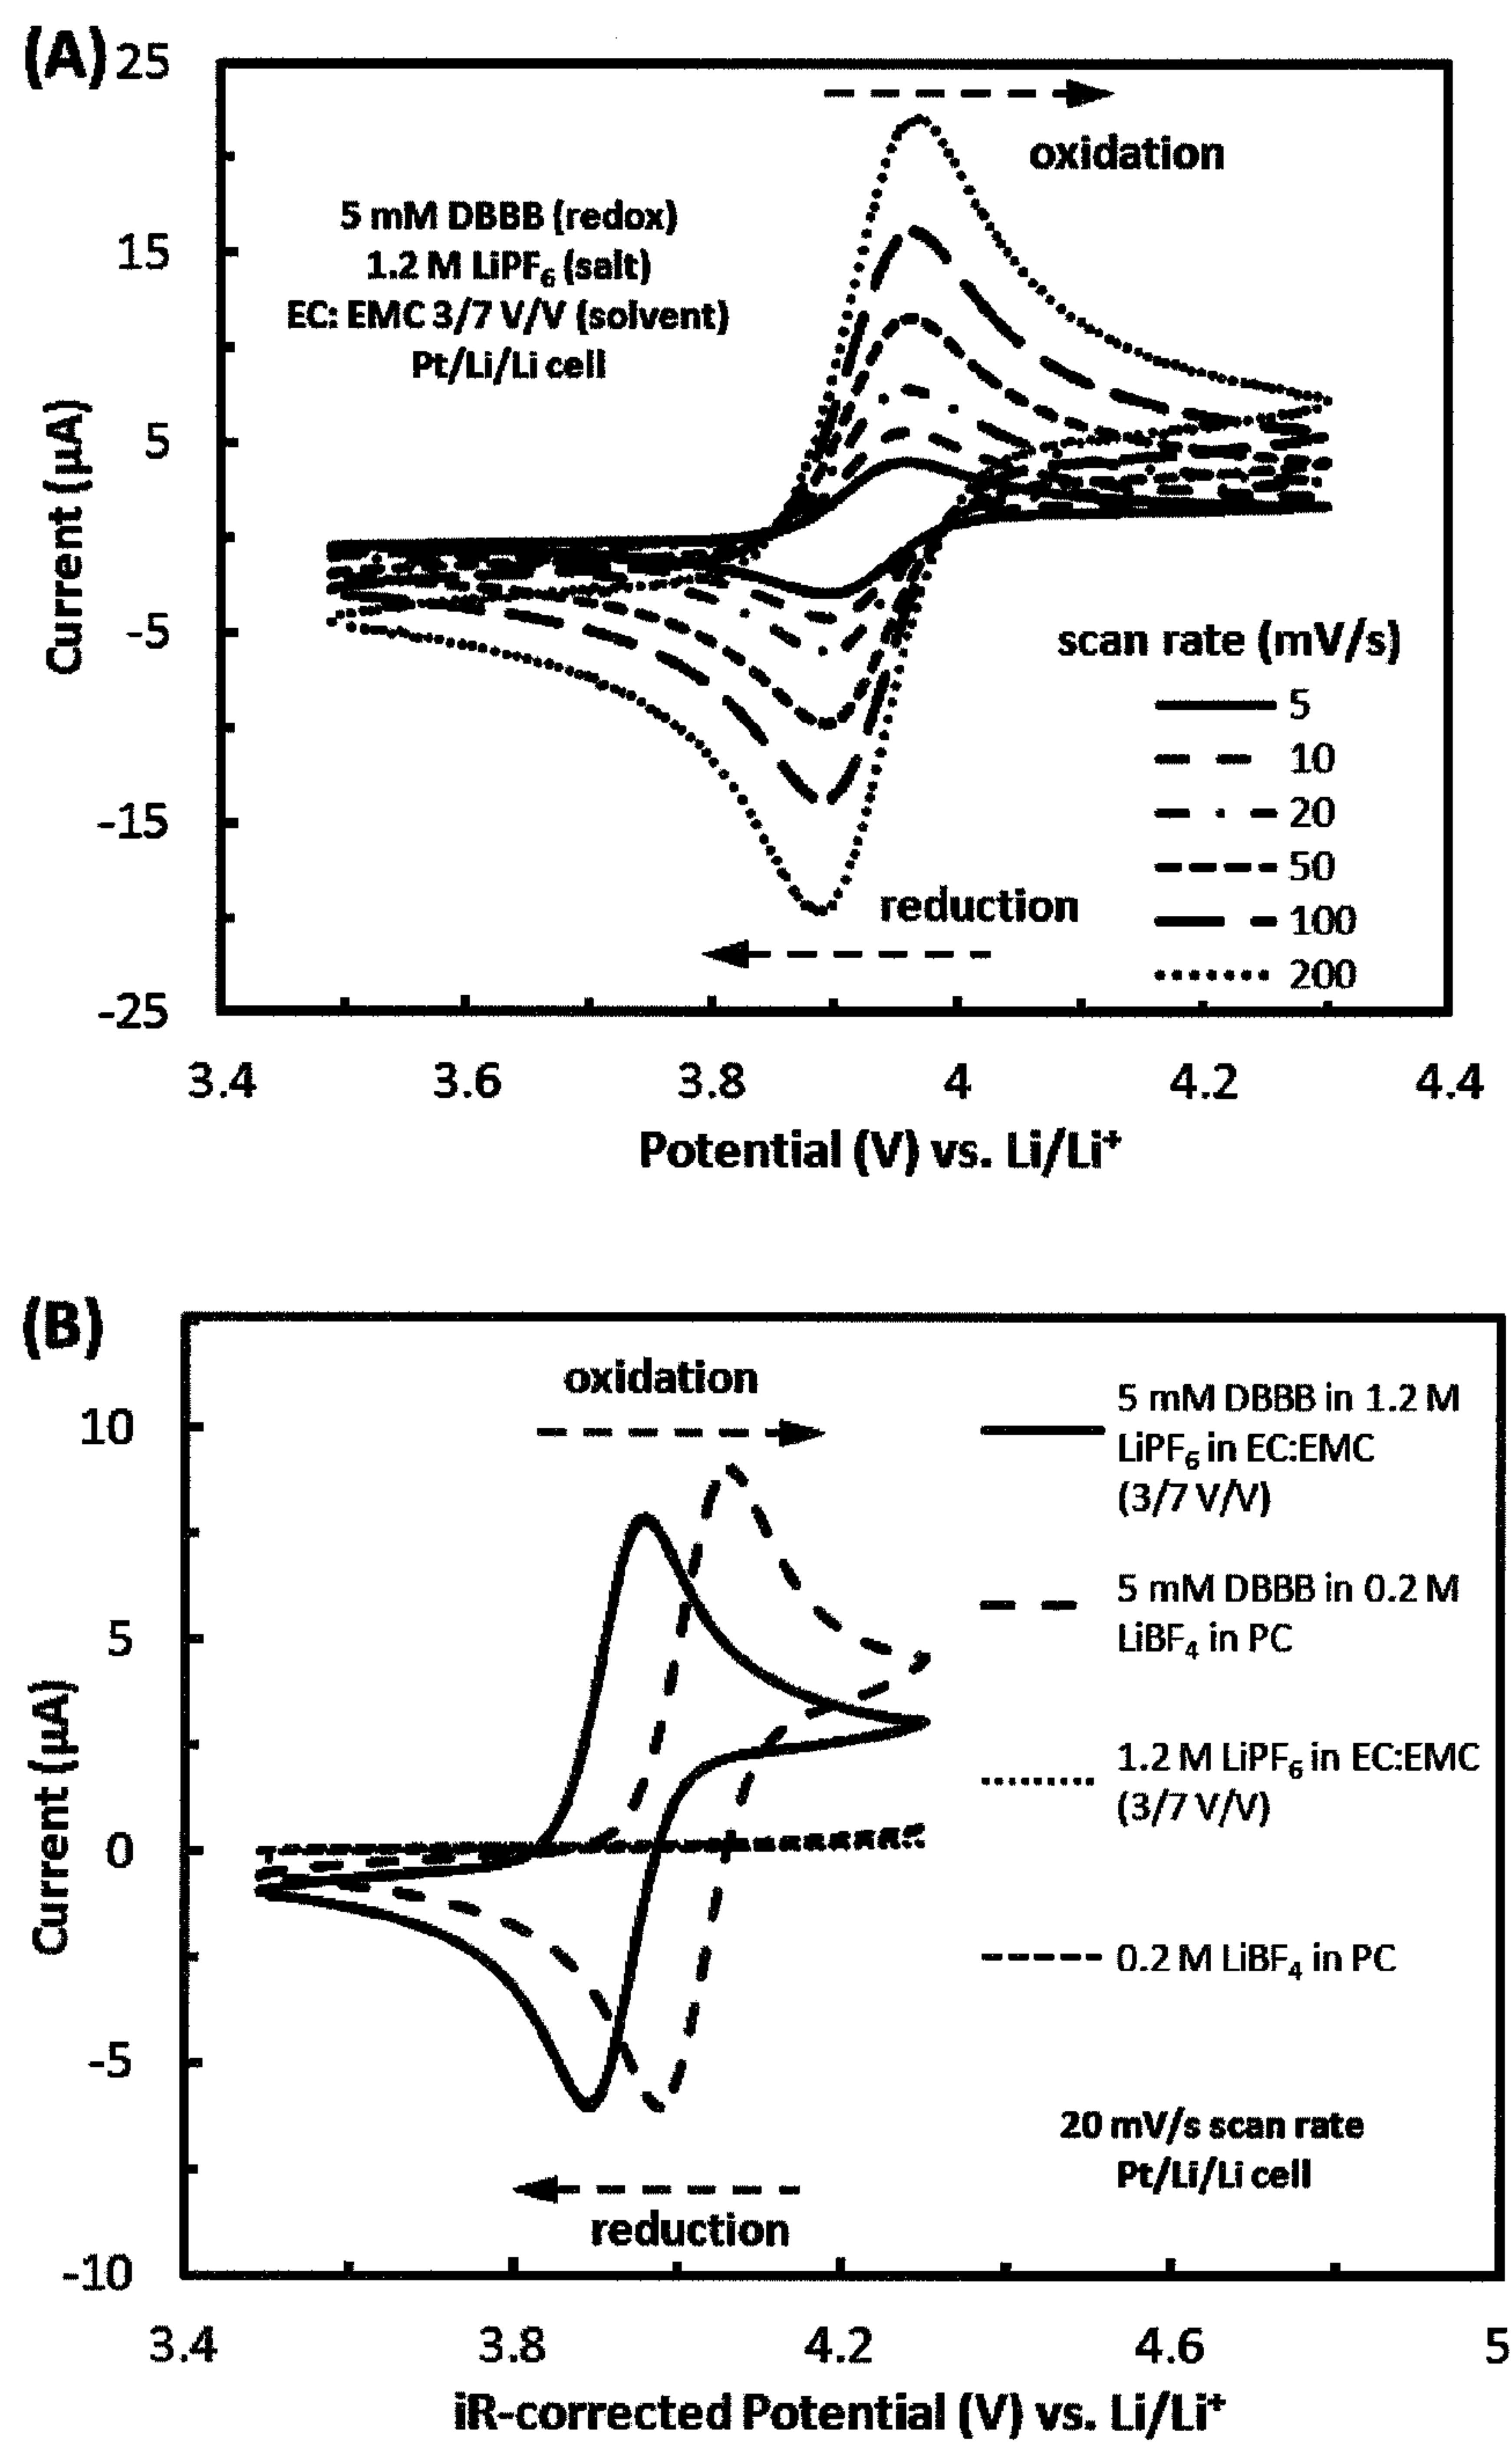 (A)
25
15
5
-5
-15
-25
Current (µA)
oxidation
5 mM DBBB (redox)
1.2 M LiPF₆ (salt)
EC: EMC 3/7 V/V (solvent)
Pt/Li/Li cell
scan rate (mV/s)
5
10
20
50
100
200
reduction
3.4 3.6 3.8 4 4.2 4.4
Potential (V) vs. Li/Li⁺
(B)
10
5
0
-5
-10
Current (µA)
oxidation
5 mM DBBB in 1.2 M
LiPF₆ in EC:EMC
(3/7 V/V)
5 mM DBBB in 0.2 M
LiBF₄ in PC
1.2 M LiPF₆ in EC:EMC
(3/7 V/V)
0.2 M LiBF₄ in PC
20 mV/s scan rate
Pt/Li/Li cell
reduction
3.4 3.8 4.2 4.6 5
iR-corrected Potential (V) vs. Li/Li⁺